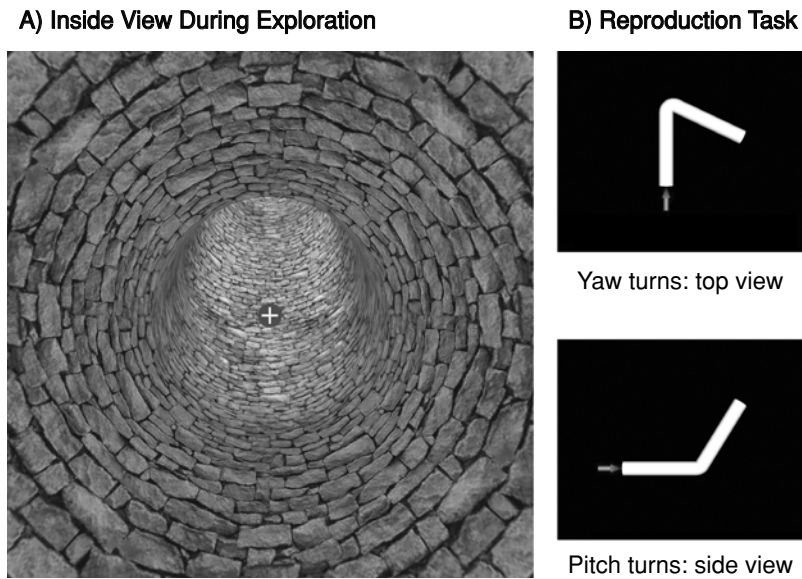 A) Inside View During Exploration
B) Reproduction Task
Yaw turns: top view
Pitch turns: side view